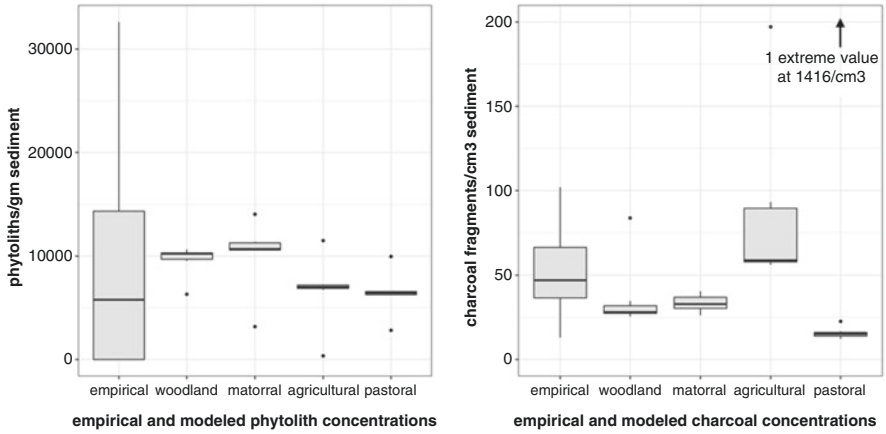 phytoliths/gm sediment
30000
20000
10000
0
empirical woodland matorral agricultural pastoral
empirical and modeled phytolith concentrations
charcoal fragments/cm3 sediment
200
150
100
50
0
1 extreme value
at 1416/cm3
empirical woodland matorral agricultural pastoral
empirical and modeled charcoal concentrations